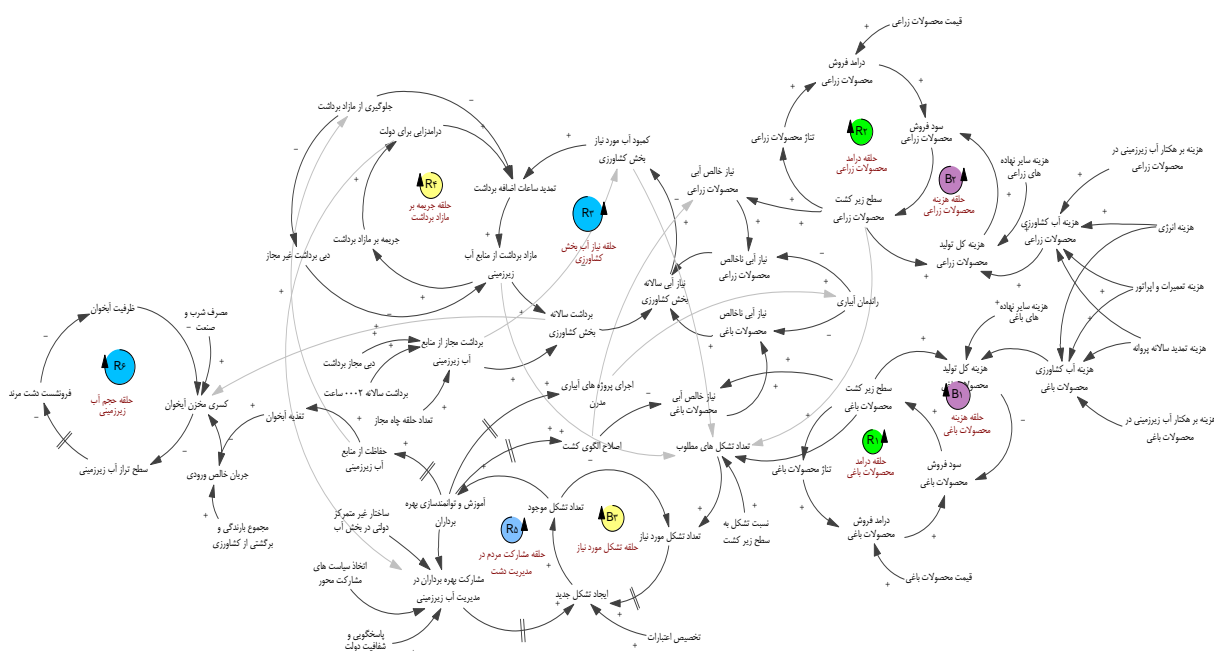 قیمت محصولات زراعی
درامد فروش
محصولات زراعی
سود فروش
محصولات زراعی
تناژ محصولات زراعی
R۲
حلقه درامد
محصولات زراعی
B۲
حلقه هزینه
محصولات زراعی
سطح زیر کشت
محصولات زراعی
هزینه سایر نهاده
های زراعی
هزینه بر هکتار آب زیرزمینی در
محصولات زراعی
هزینه آب کشاورزی
محصولات زراعی
هزینه کل تولید
محصولات زراعی
هزینه انرژی
هزینه تعمیرات و اپراتور
هزینه تمدید سالانه پروانه
هزینه سایر نهاده
های باغی
هزینه آب کشاورزی
محصولات باغی
هزینه کل تولید
محصولات باغی
هزینه بر هکتار آب زیرزمینی در
محصولات باغی
B۱
حلقه هزینه
محصولات باغی
سطح زیر کشت
محصولات باغی
R۱
حلقه درامد
محصولات باغی
تناژ محصولات باغی
سود فروش
محصولات باغی
درامد فروش
محصولات باغی
قیمت محصولات باغی
جلوگیری از مازاد برداشت
درامدزایی برای دولت
R۴
حلقه جریمه بر
مازاد برداشت
تمدید ساعات اضافه برداشت
جریمه بر مازاد برداشت
دبی برداشت غیر مجاز
مازاد برداشت از منابع آب
زیرزمینی
کمبود آب مورد نیاز
بخش کشاورزی
R۳
حلقه نیاز آب بخش
کشاورزی
نیاز خالص آبی
محصولات زراعی
نیاز آبی ناخالص
محصولات زراعی
نیاز آبی سالانه
بخش کشاورزی
راندمان آبیاری
نیاز آبی ناخالص
محصولات باغی
نیاز خالص آبی
محصولات باغی
برداشت سالانه
بخش کشاورزی
برداشت مجاز از منابع
آب زیرزمینی
دبی مجاز برداشت
برداشت سالانه ۰۰۰۲ ساعت
تعداد حلقه چاه مجاز
اجرای پروژه های آبیاری
مدرن
اصلاح الگوی کشت
تعداد تشکل های مطلوب
نسبت تشکل به
سطح زیر کشت
تعداد تشکل مورد نیاز
B۳
حلقه تشکل مورد نیاز
تعداد تشکل موجود
ایجاد تشکل جدید
تخصیص اعتبارات
R۵
حلقه مشارکت مردم در
مدیریت دشت
آموزش و توانمندسازی بهره
برداران
مشارکت بهره برداران در
مدیریت آب زیرزمینی
ساختار غیر متمرکز
دولتی در بخش آب
اتخاذ سیاست های
مشارکت محور
پاسخگویی و
شفافیت دولت
حفاظت از منابع
آب زیرزمینی
تغذیه آبخوان
جریان خالص ورودی
مجموع بارندگی و
برگشتی از کشاورزی
کسری مخزن آبخوان
مصرف شرب و
صنعت
ظرفیت آبخوان
R۶
حلقه حجم آب
زیرزمینی
فرونشست دشت مرند
سطح تراز آب زیرزمینی